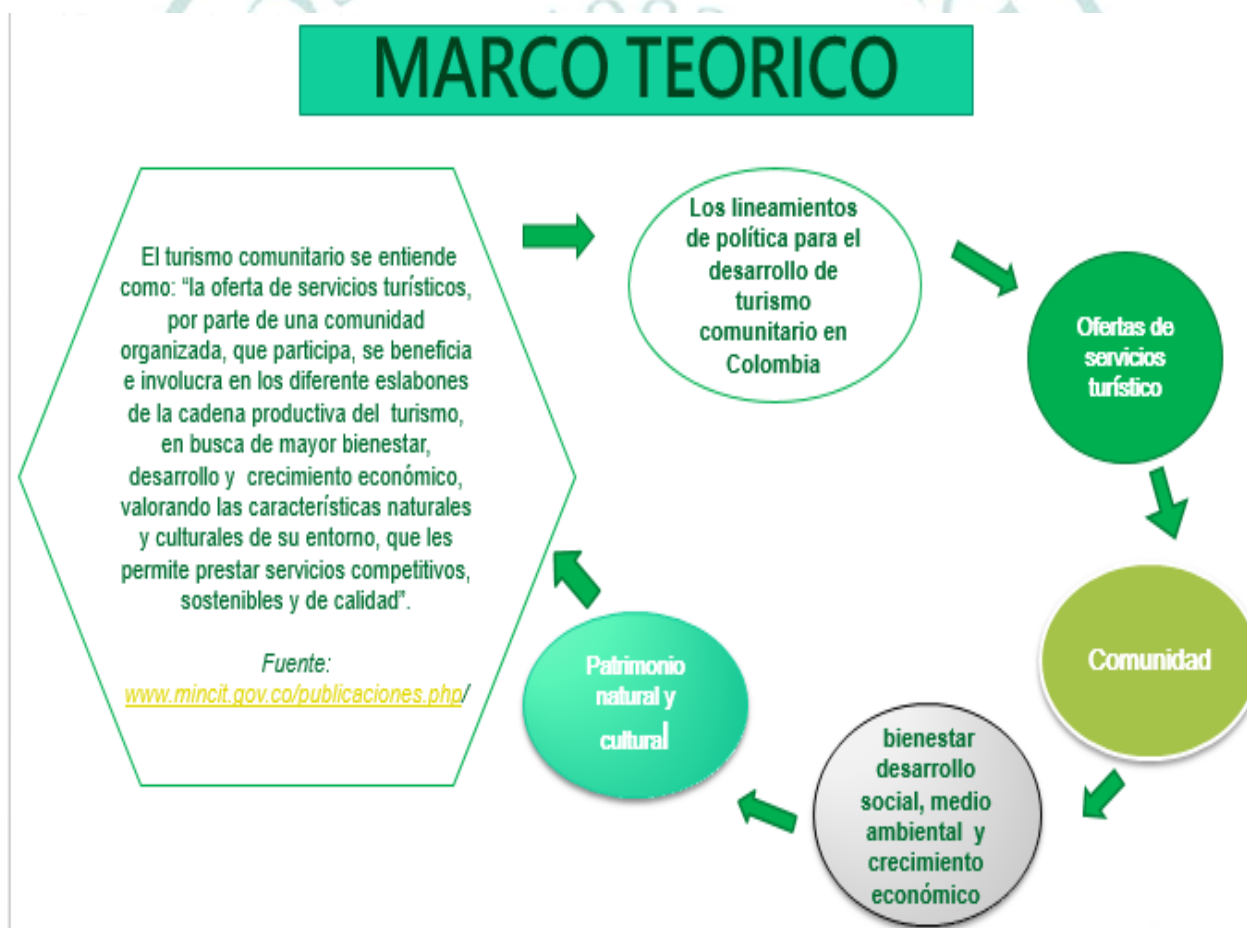 MARCO TEORICO
El turismo comunitario se entiende
como: “la oferta de servicios turísticos,
por parte de una comunidad
organizada, que participa, se beneficia
e involucra en los diferente eslabones
de la cadena productiva del turismo,
en busca de mayor bienestar,
desarrollo y crecimiento económico,
valorando las características naturales
y culturales de su entorno, que les
permite prestar servicios competitivos,
sostenibles y de calidad”.
Fuente:
www.mincit.gov.co/publicaciones.php/
Los lineamientos
de política para el
desarrollo de
turismo
comunitario en
Colombia
Ofertas de
servicios
turístico
Comunidad
bienestar
desarrollo
social, medio
ambiental y
crecimiento
económico
Patrimonio
natural y
cultural